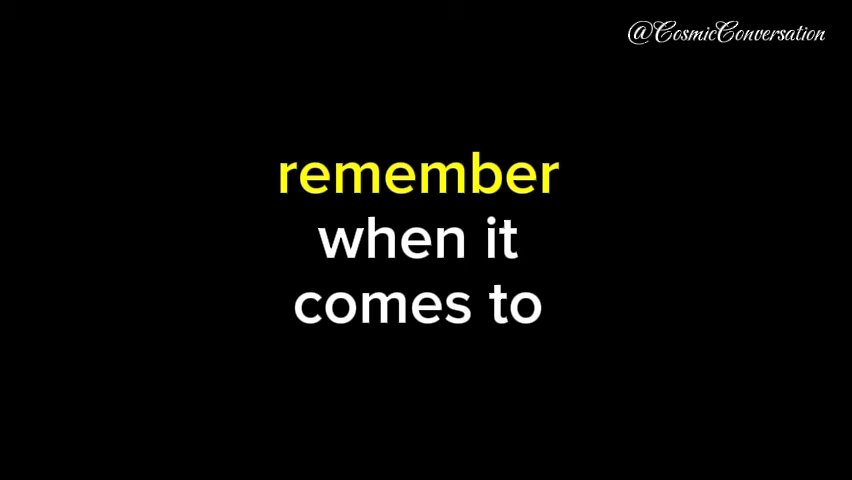 @CosmicConversation
remember
when it
comes to